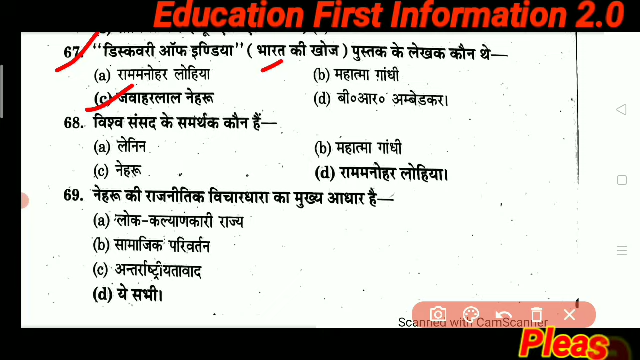 Education First Information 2.0
67. "डिस्कवरी ऑफ इण्डिया" ( भारत की खोज ) पुस्तक के लेखक कौन थे—
(a) राममनोहर लोहिया (b) महात्मा गांधी
(c) जवाहरलाल नेहरू (d) बी०आर० अम्बेडकर।
68. विश्व संसद के समर्थक कौन हैं—
(a) लेनिन (b) महात्मा गांधी
(c) नेहरू (d) राममनोहर लोहिया।
69. नेहरू की राजनीतिक विचारधारा का मुख्य आधार है—
(a) लोक-कल्याणकारी राज्य
(b) सामाजिक परिवर्तन
(c) अन्तर्राष्ट्रीयतावाद
(d) ये सभी।
Scanned with CamScanner
Pleas